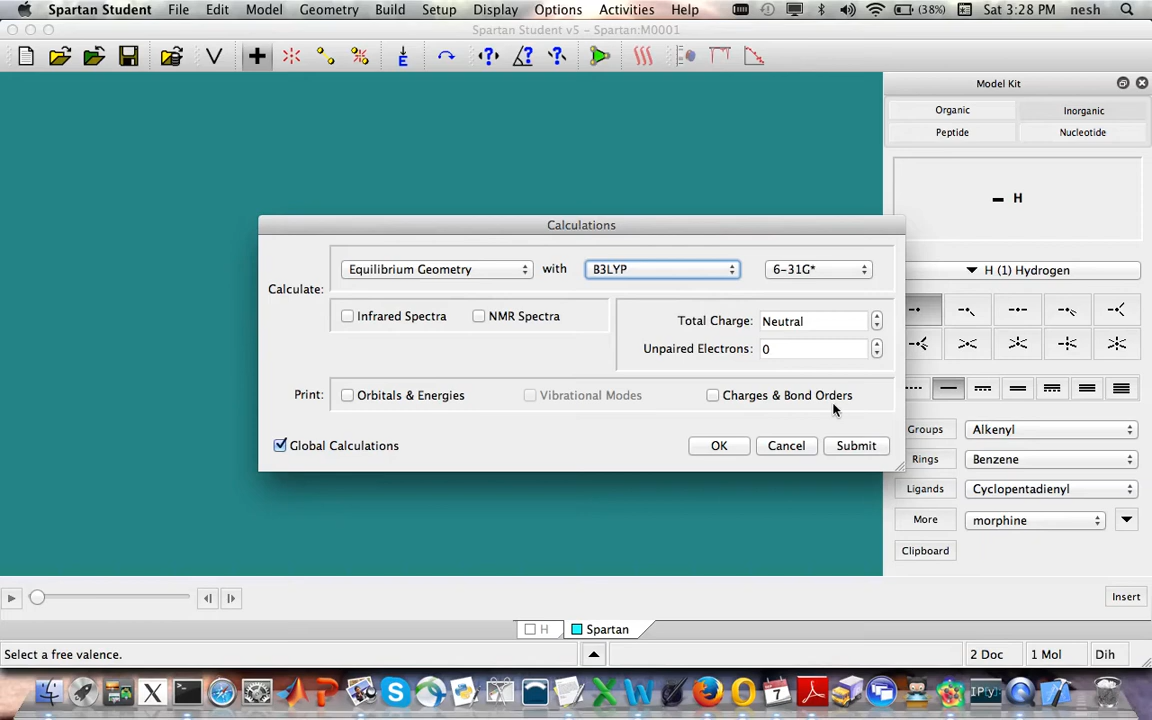 Spartan Student File Edit Model Geometry Build Setup Display Options Activities Help (38%) Sat 3:28 PM nesh
Spartan Student v5 - Spartan:M0001
Model Kit
Organic Inorganic
Peptide Nucleotide
H
H (1) Hydrogen
Calculations
Calculate: Equilibrium Geometry with B3LYP 6-31G*
Infrared Spectra NMR Spectra
Total Charge: Neutral
Unpaired Electrons: 0
Print: Orbitals & Energies Vibrational Modes Charges & Bond Orders
Global Calculations OK Cancel Submit
Groups Alkenyl
Rings Benzene
Ligands Cyclopentadienyl
More morphine
Clipboard
Insert
H Spartan
Select a free valence. 2 Doc 1 Mol Dih